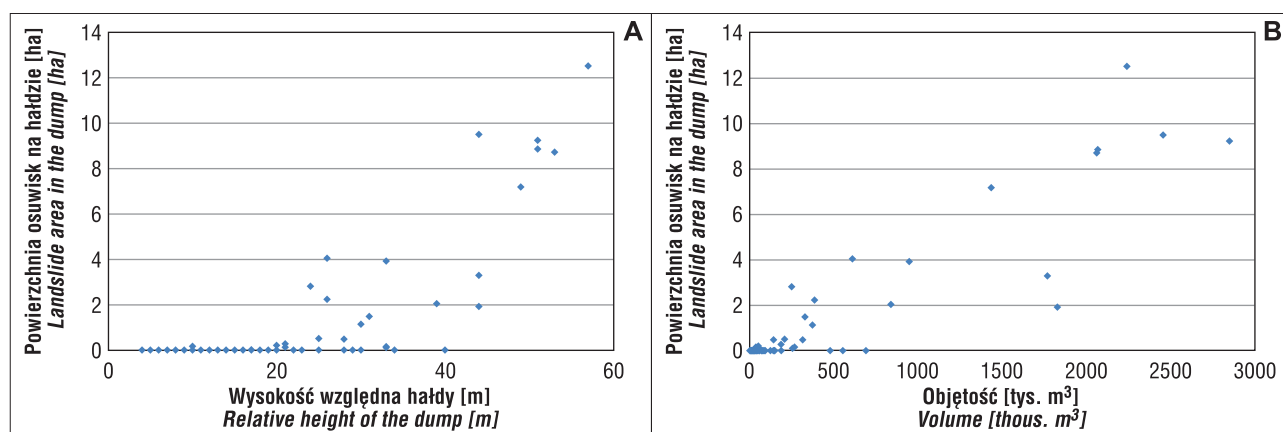 A
Powierzchnia osuwisk na hałdzie [ha]
Landslide area in the dump [ha]
14
12
10
8
6
4
2
0
0 20 40 60
Wysokość względna hałdy [m]
Relative height of the dump [m]
B
Powierzchnia osuwisk na hałdzie [ha]
Landslide area in the dump [ha]
14
12
10
8
6
4
2
0
0 500 1000 1500 2000 2500 3000
Objętość [tys. m³]
Volume [thous. m³]